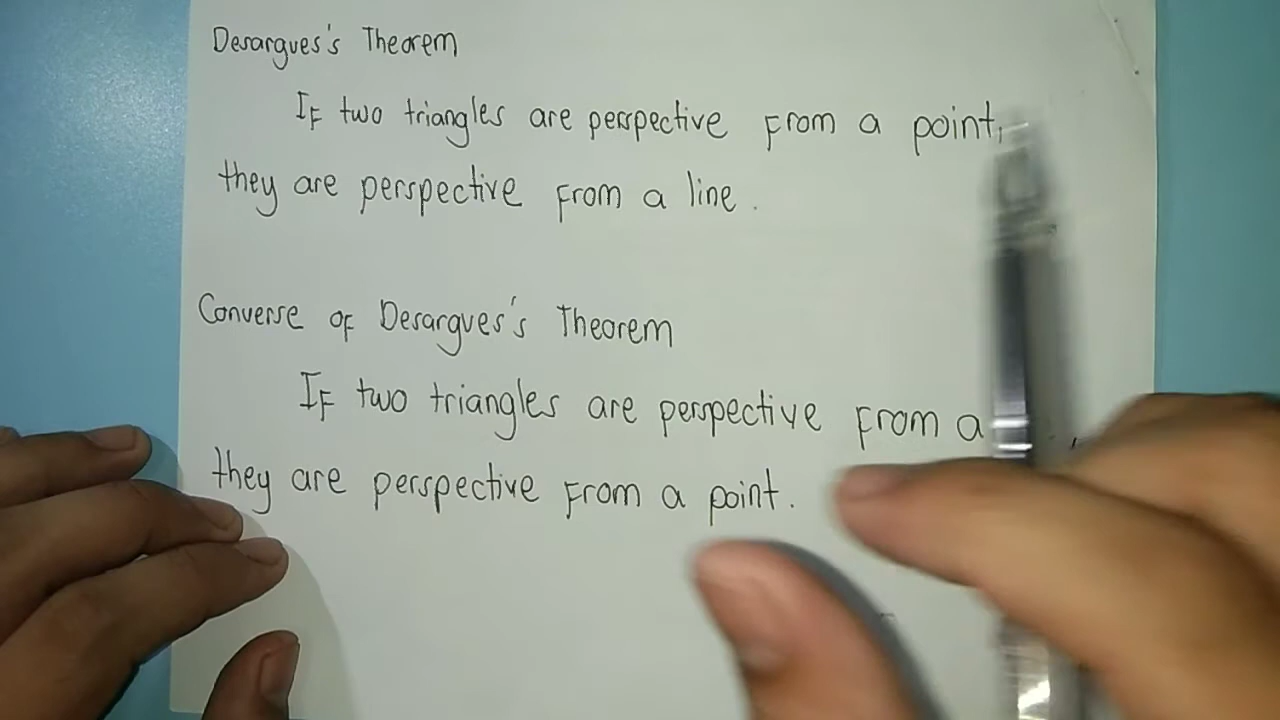 Desargues's Theorem
If two triangles are perspective from a point,
they are perspective from a line.
Converse of Desargues's Theorem
If two triangles are perspective from a ,
they are perspective from a point.